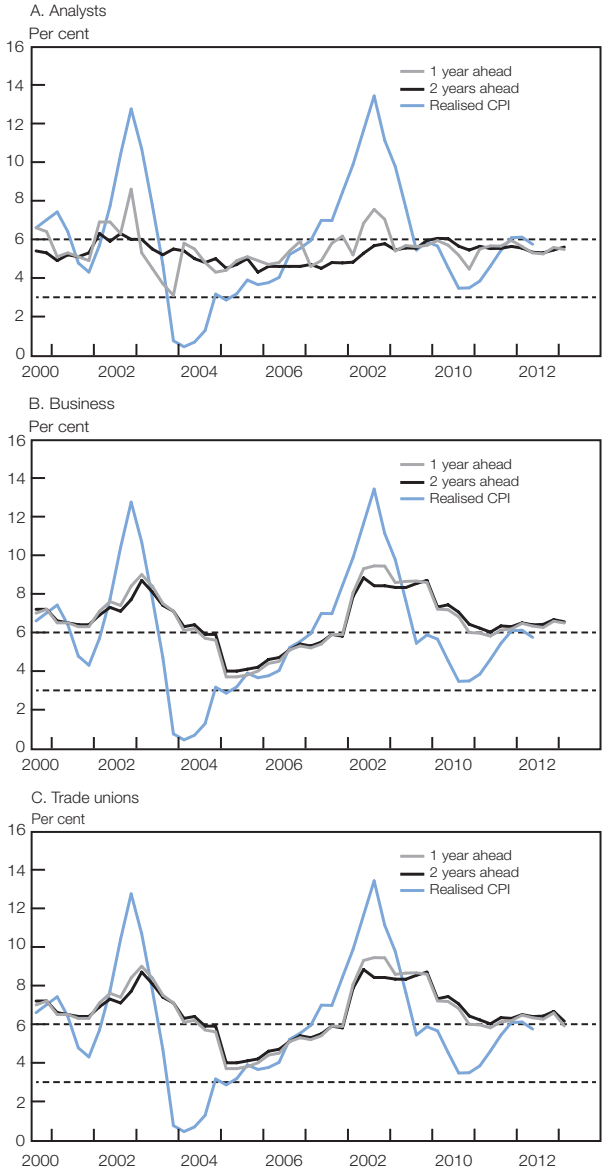 A. Analysts
Per cent
16
14
12
10
8
6
4
2
0
1 year ahead
2 years ahead
Realised CPI
2000 2002 2004 2006 2002 2010 2012
B. Business
Per cent
16
14
12
10
8
6
4
2
0
1 year ahead
2 years ahead
Realised CPI
2000 2002 2004 2006 2002 2010 2012
C. Trade unions
Per cent
16
14
12
10
8
6
4
2
0
1 year ahead
2 years ahead
Realised CPI
2000 2002 2004 2006 2002 2010 2012